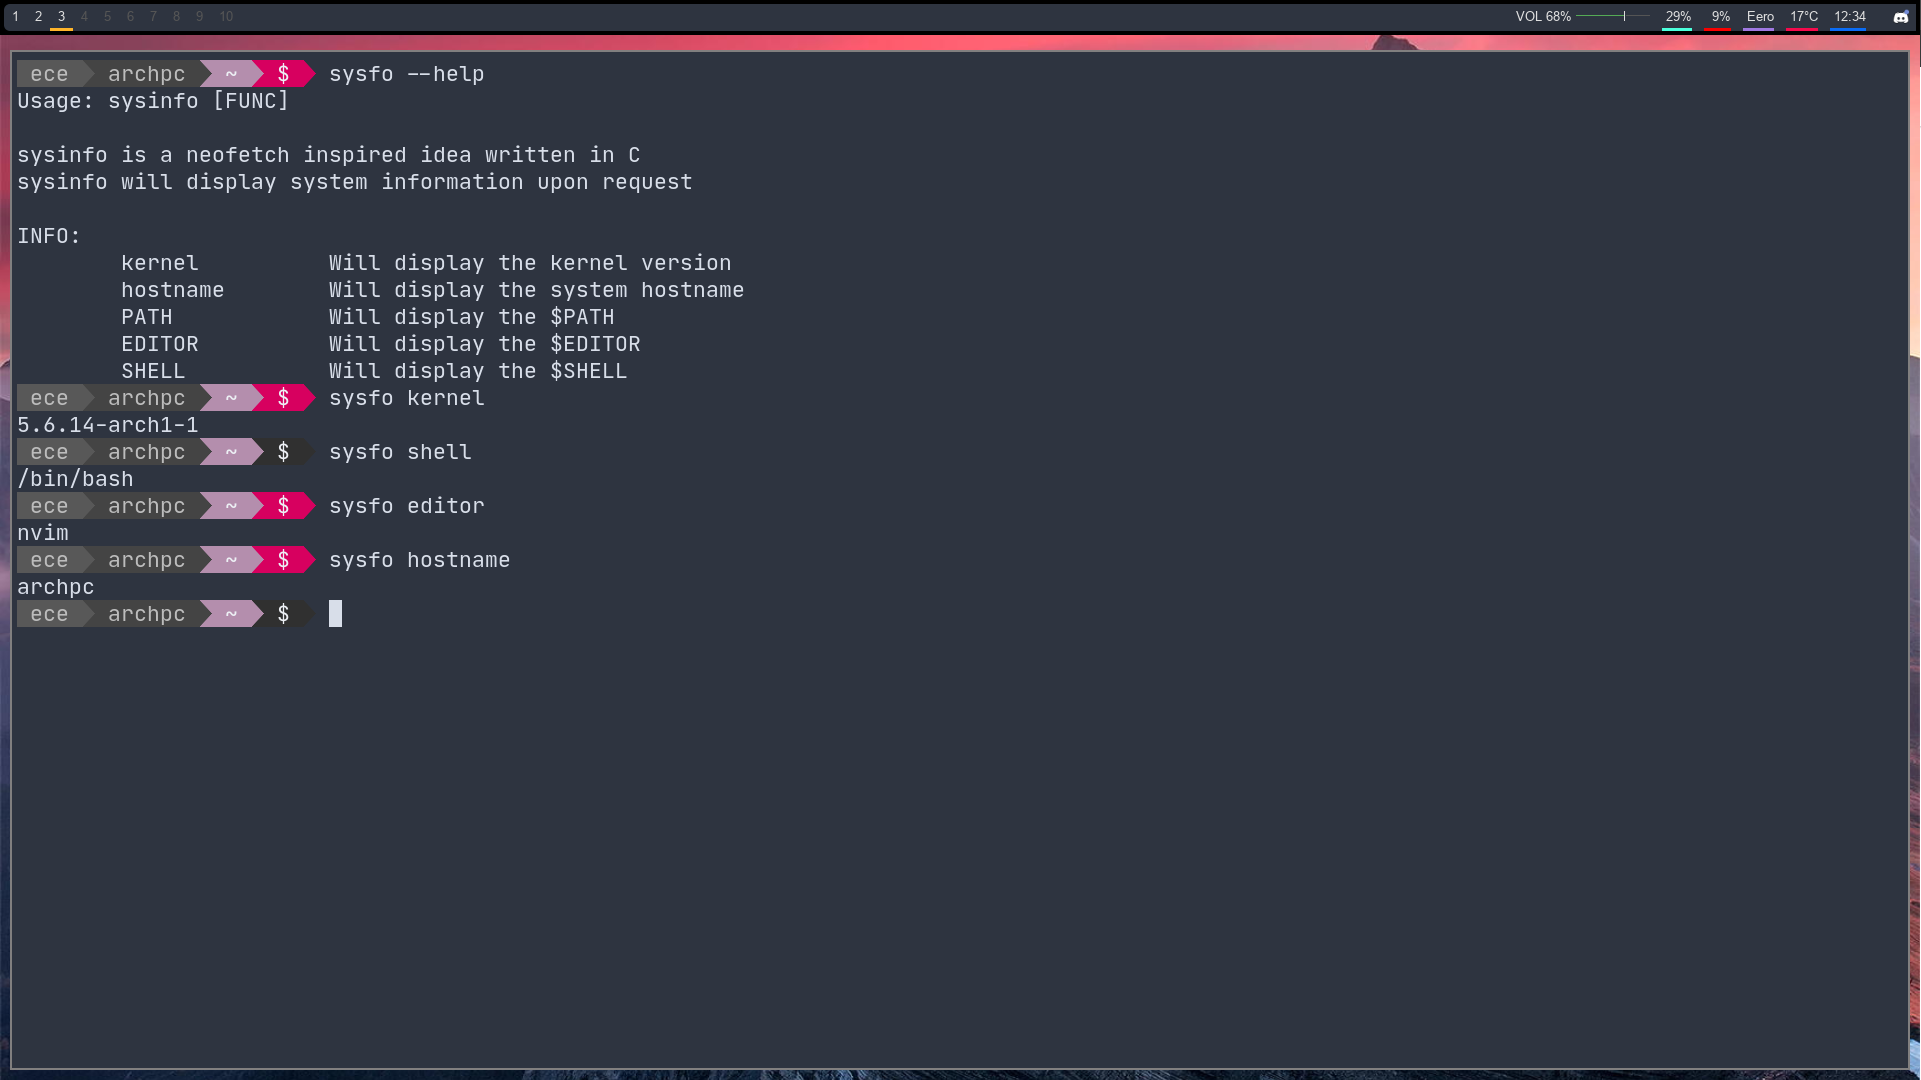 1 2 3 4 5 6 7 8 9 10 VOL 68% 29% 9% Eero 17°C 12:34
ece archpc ~ $ sysfo --help
Usage: sysinfo [FUNC]
sysinfo is a neofetch inspired idea written in C
sysinfo will display system information upon request
INFO:
kernel Will display the kernel version
hostname Will display the system hostname
PATH Will display the $PATH
EDITOR Will display the $EDITOR
SHELL Will display the $SHELL
ece archpc ~ $ sysfo kernel
5.6.14-arch1-1
ece archpc ~ $ sysfo shell
/bin/bash
ece archpc ~ $ sysfo editor
nvim
ece archpc ~ $ sysfo hostname
archpc
ece archpc ~ $